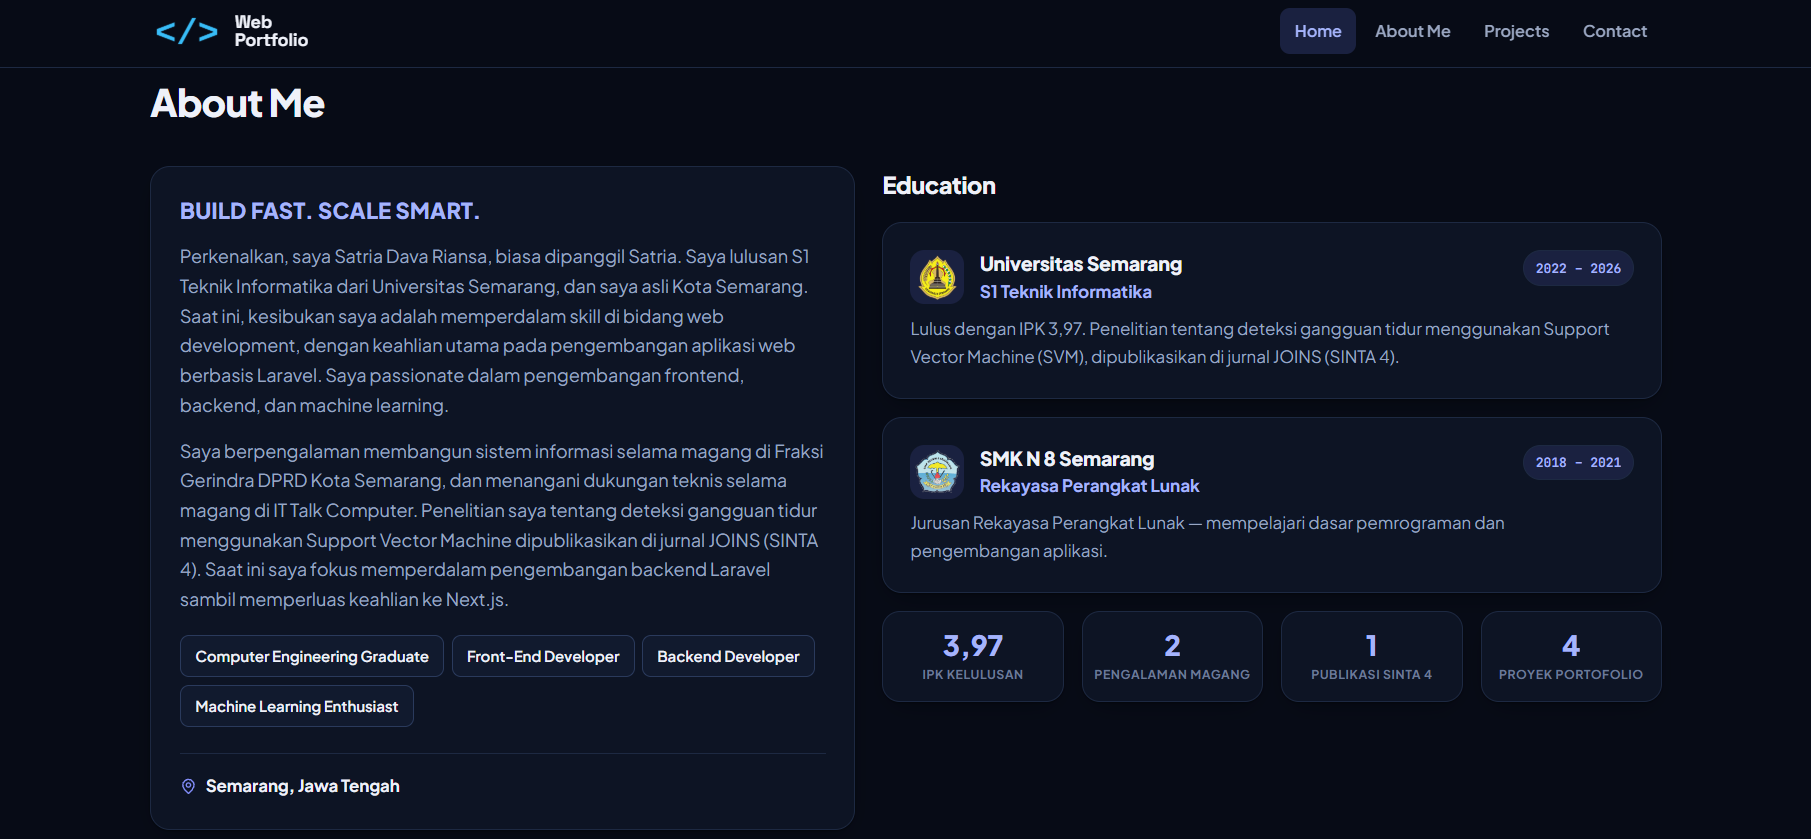 </>
Web
Portfolio
Home
About Me
Projects
Contact
About Me
BUILD FAST. SCALE SMART.
Perkenalkan, saya Satria Dava Riansa, biasa dipanggil Satria. Saya lulusan S1
Teknik Informatika dari Universitas Semarang, dan saya asli Kota Semarang.
Saat ini, kesibukan saya adalah memperdalam skill di bidang web
development, dengan keahlian utama pada pengembangan aplikasi web
berbasis Laravel. Saya passionate dalam pengembangan frontend,
backend, dan machine learning.
Saya berpengalaman membangun sistem informasi selama magang di Fraksi
Gerindra DPRD Kota Semarang, dan menangani dukungan teknis selama
magang di IT Talk Computer. Penelitian saya tentang deteksi gangguan tidur
menggunakan Support Vector Machine dipublikasikan di jurnal JOINS (SINTA
4). Saat ini saya fokus memperdalam pengembangan backend Laravel
sambil memperluas keahlian ke Next.js.
Computer Engineering Graduate
Front-End Developer
Backend Developer
Machine Learning Enthusiast
Semarang, Jawa Tengah
Education
Universitas Semarang
S1 Teknik Informatika
2022 – 2026
Lulus dengan IPK 3,97. Penelitian tentang deteksi gangguan tidur menggunakan Support
Vector Machine (SVM), dipublikasikan di jurnal JOINS (SINTA 4).
SMK N 8 Semarang
Rekayasa Perangkat Lunak
2018 – 2021
Jurusan Rekayasa Perangkat Lunak — mempelajari dasar pemrograman dan
pengembangan aplikasi.
3,97
IPK KELULUSAN
2
PENGALAMAN MAGANG
1
PUBLIKASI SINTA 4
4
PROYEK PORTOFOLIO